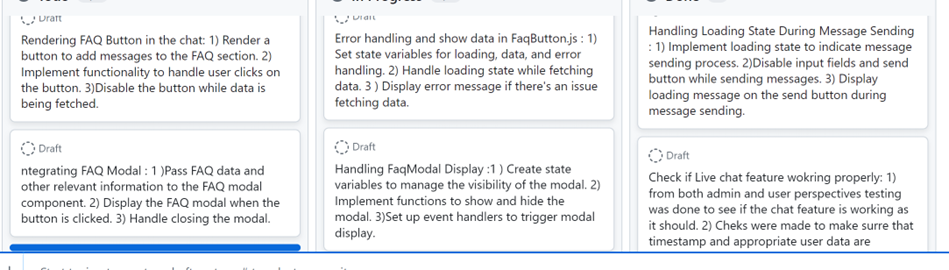 Draft
Rendering FAQ Button in the chat: 1) Render a
button to add messages to the FAQ section. 2)
Implement functionality to handle user clicks on
the button. 3)Disable the button while data is
being fetched.
Draft
ntegrating FAQ Modal : 1 )Pass FAQ data and
other relevant information to the FAQ modal
component. 2) Display the FAQ modal when the
button is clicked. 3) Handle closing the modal.
Draft
Error handling and show data in FaqButton.js : 1)
Set state variables for loading, data, and error
handling. 2) Handle loading state while fetching
data. 3 ) Display error message if there's an issue
fetching data.
Draft
Handling FaqModal Display :1 ) Create state
variables to manage the visibility of the modal. 2)
Implement functions to show and hide the
modal. 3)Set up event handlers to trigger modal
display.
Handling Loading State During Message Sending
: 1) Implement loading state to indicate message
sending process. 2)Disable input fields and send
button while sending messages. 3) Display
loading message on the send button during
message sending.
Draft
Check if Live chat feature wokring properly: 1)
from both admin and user perspectives testing
was done to see if the chat feature is working as
it should. 2) Cheks were made to make surre that
timestamp and appropriate user data are